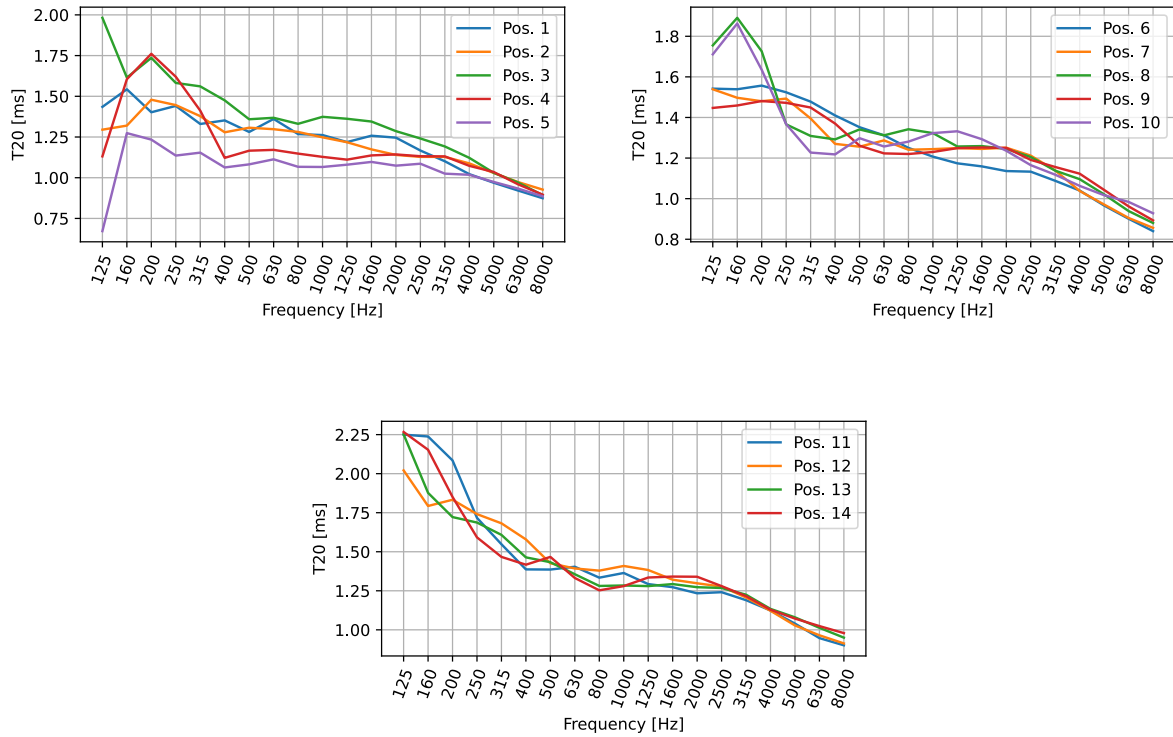 2.00
1.75
1.50
1.25
1.00
0.75
T20 [ms]
Pos. 1
Pos. 2
Pos. 3
Pos. 4
Pos. 5
125 160 200 250 315 400 500 630 800 1000 1250 1600 2000 2500 3150 4000 5000 6300 8000
Frequency [Hz]
1.8
1.6
1.4
1.2
1.0
0.8
T20 [ms]
Pos. 6
Pos. 7
Pos. 8
Pos. 9
Pos. 10
125 160 200 250 315 400 500 630 800 1000 1250 1600 2000 2500 3150 4000 5000 6300 8000
Frequency [Hz]
2.25
2.00
1.75
1.50
1.25
1.00
T20 [ms]
Pos. 11
Pos. 12
Pos. 13
Pos. 14
125 160 200 250 315 400 500 630 800 1000 1250 1600 2000 2500 3150 4000 5000 6300 8000
Frequency [Hz]